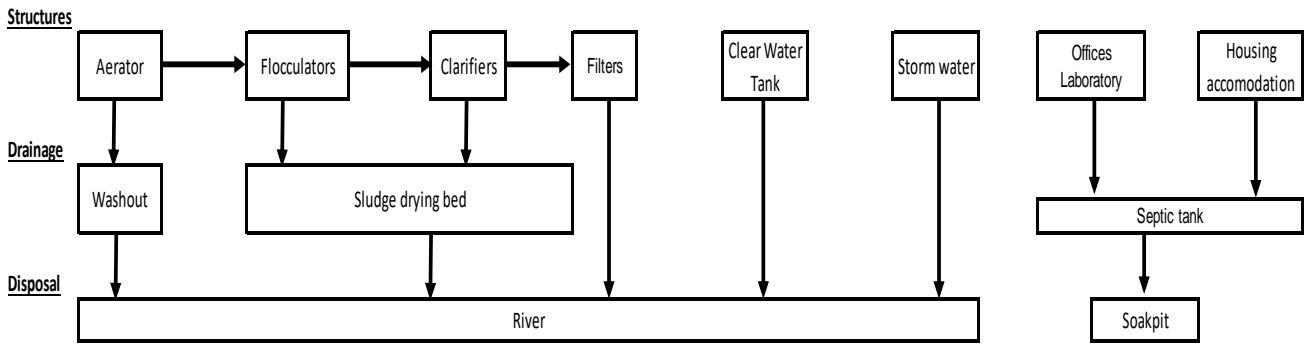 Structures
Aerator
Flocculators
Clarifiers
Filters
Clear Water
Tank
Storm water
Offices
Laboratory
Housing
accomodation
Drainage
Washout
Sludge drying bed
Septic tank
Disposal
River
Soakpit